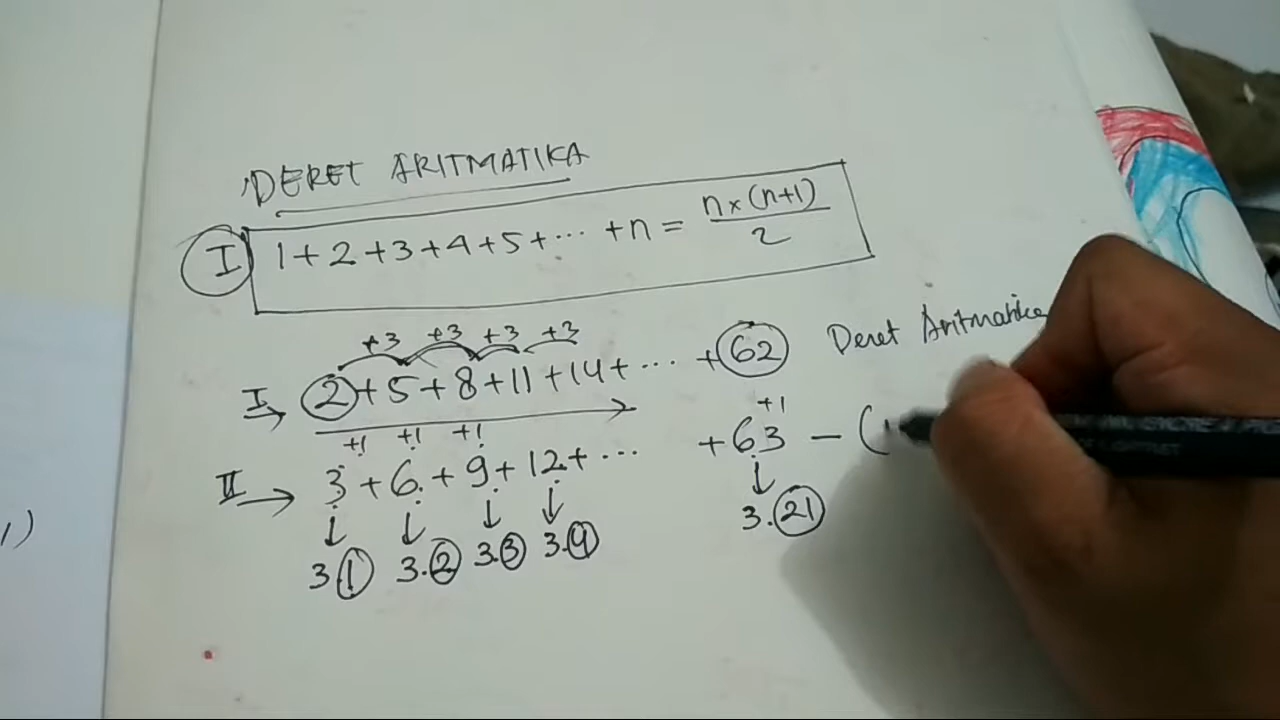 DERET ARITMATIKA
I 1+2+3+4+5+... +n = n×(n+1)/2
+3 +3 +3 +3
I → 2+5+8+11+14+... +62 Deret Aritmatika
+1 +1 +1 +1
II → 3+6+9+12+... +63 – (
3.1 3.2 3.3 3.4 3.21
1)